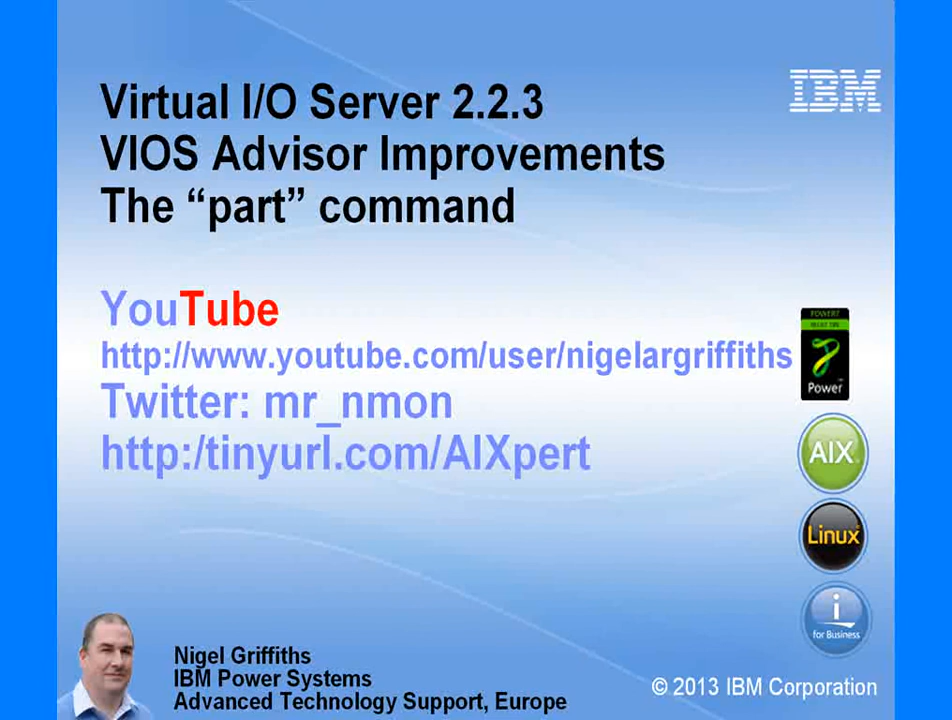 Virtual I/O Server 2.2.3
IBM
VIOS Advisor Improvements
The “part” command
YouTube
http://www.youtube.com/user/nigelargriffiths
Twitter: mr_nmon
http:/tinyurl.com/AIXpert
POWER7
Power
AIX
Linux
i
for Business
Nigel Griffiths
IBM Power Systems
Advanced Technology Support, Europe
© 2013 IBM Corporation